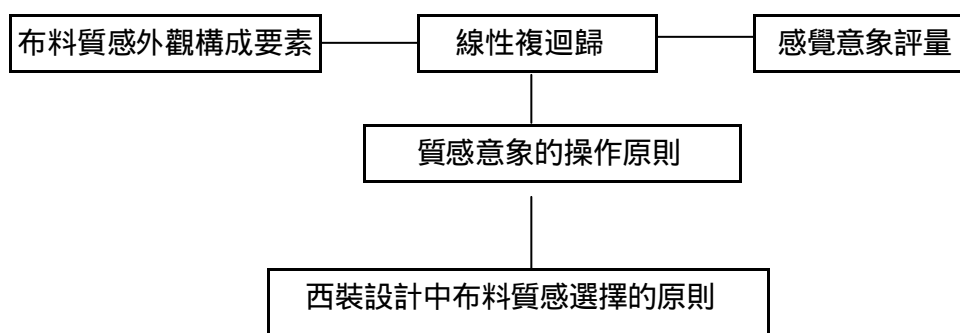 布料質感外觀構成要素
線性複迴歸
感覺意象評量
質感意象的操作原則
西裝設計中布料質感選擇的原則